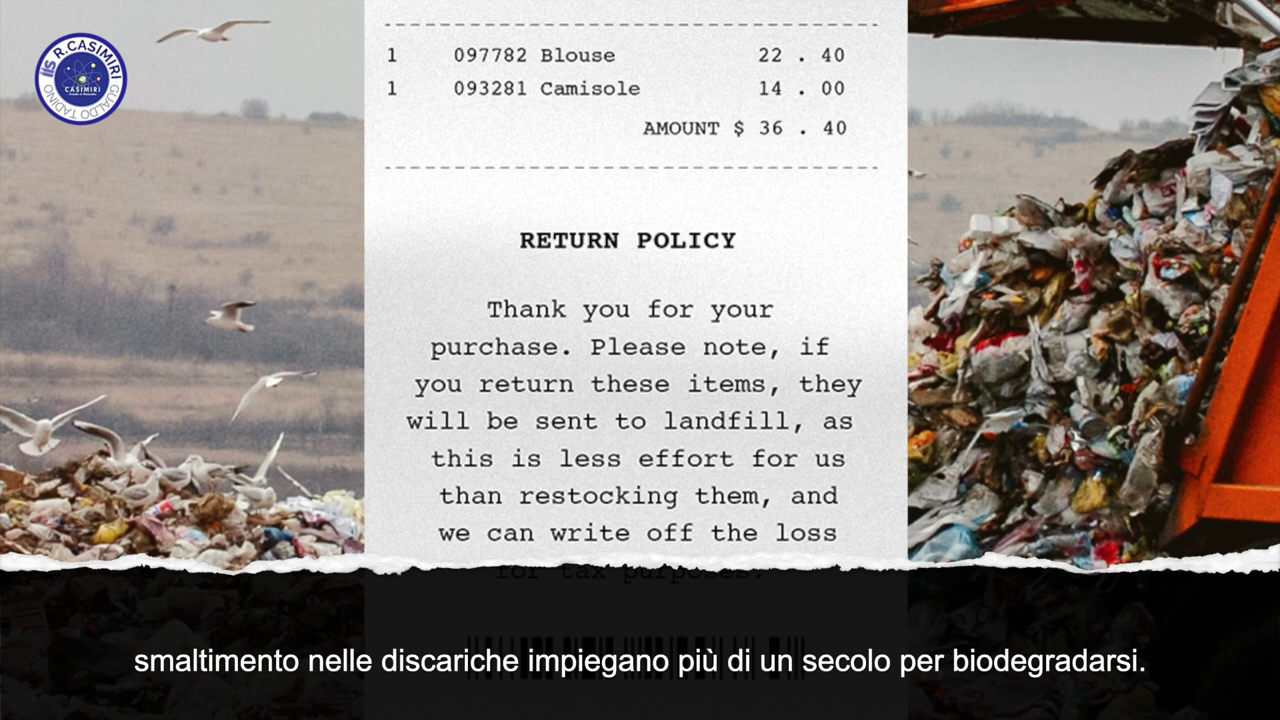 IIS R.CASIMIRI
CASIMIRI
GUALDO TADINO
1 097782 Blouse 22 . 40
1 093281 Camisole 14 . 00
AMOUNT $ 36 . 40
RETURN POLICY
Thank you for your
purchase. Please note, if
you return these items, they
will be sent to landfill, as
this is less effort for us
than restocking them, and
we can write off the loss
for tax purposes.
smaltimento nelle discariche impiegano più di un secolo per biodegradarsi.